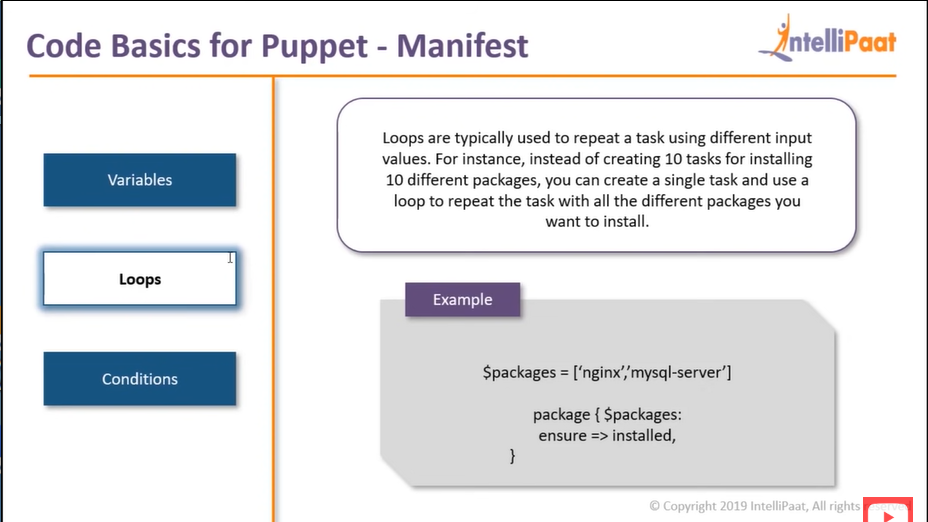 Code Basics for Puppet - Manifest
IntelliPaat
Variables
Loops
Conditions
Loops are typically used to repeat a task using different input
values. For instance, instead of creating 10 tasks for installing
10 different packages, you can create a single task and use a
loop to repeat the task with all the different packages you
want to install.
Example
$packages = [‘nginx’,’mysql-server’]
package { $packages:
ensure => installed,
}
© Copyright 2019 IntelliPaat, All rights reserved.